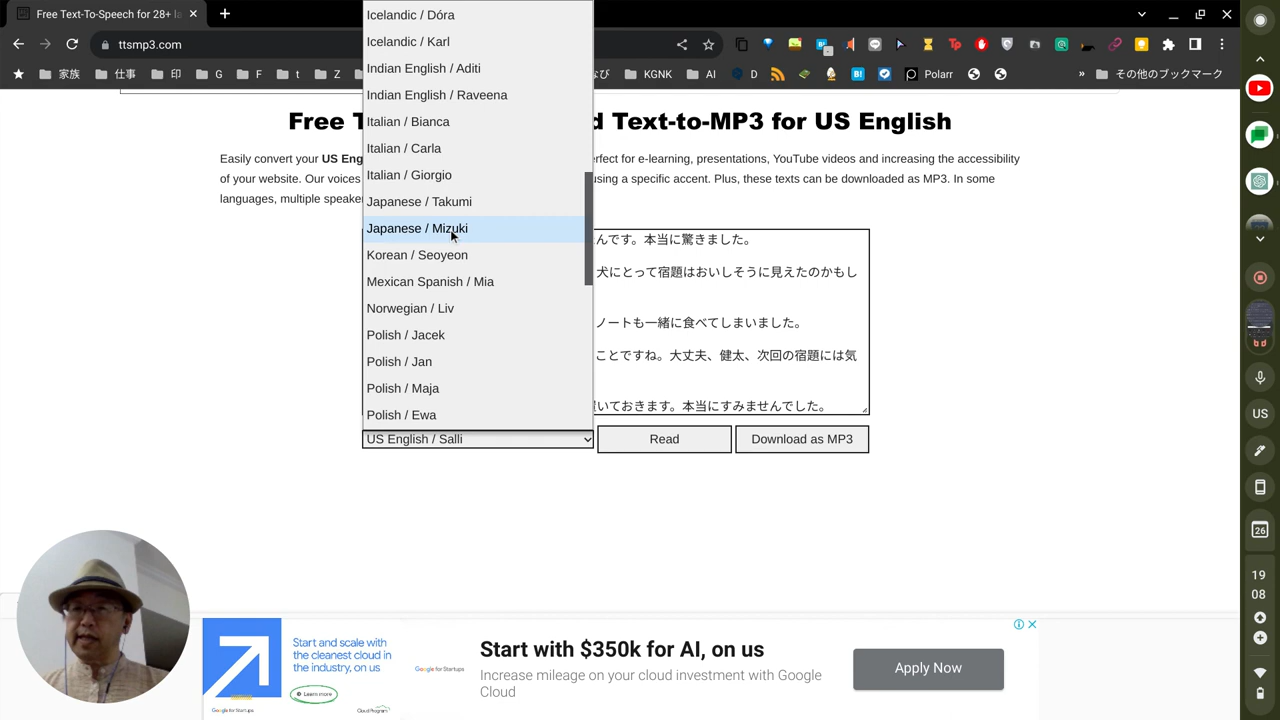 Free Text-To-Speech for 28+ la
ttsmp3.com
家族
仕事
印
G
F
t
Z
なび
KGNK
AI
D
Polarr
»
その他のブックマーク
Icelandic / Dóra
Icelandic / Karl
Indian English / Aditi
Indian English / Raveena
Italian / Bianca
Italian / Carla
Italian / Giorgio
Japanese / Takumi
Japanese / Mizuki
Korean / Seoyeon
Mexican Spanish / Mia
Norwegian / Liv
Polish / Jacek
Polish / Jan
Polish / Maja
Polish / Ewa
Free T d Text-to-MP3 for US English
Easily convert your US Eng rfect for e-learning, presentations, YouTube videos and increasing the accessibility
of your website. Our voices using a specific accent. Plus, these texts can be downloaded as MP3. In some
languages, multiple speake
んです。本当に驚きました。
犬にとって宿題はおいしそうに見えたのかもし
ノートも一緒に食べてしまいました。
ことですね。大丈夫、健太、次回の宿題には気
いておきます。本当にすみませんでした。
US English / Salli
Read
Download as MP3
Start and scale with
the cleanest cloud in
the industry, on us
Learn more
Google for Startups
Cloud Program
Google for Startups
Start with $350k for AI, on us
Increase mileage on your cloud investment with Google
Cloud
Apply Now
US
26
19
08